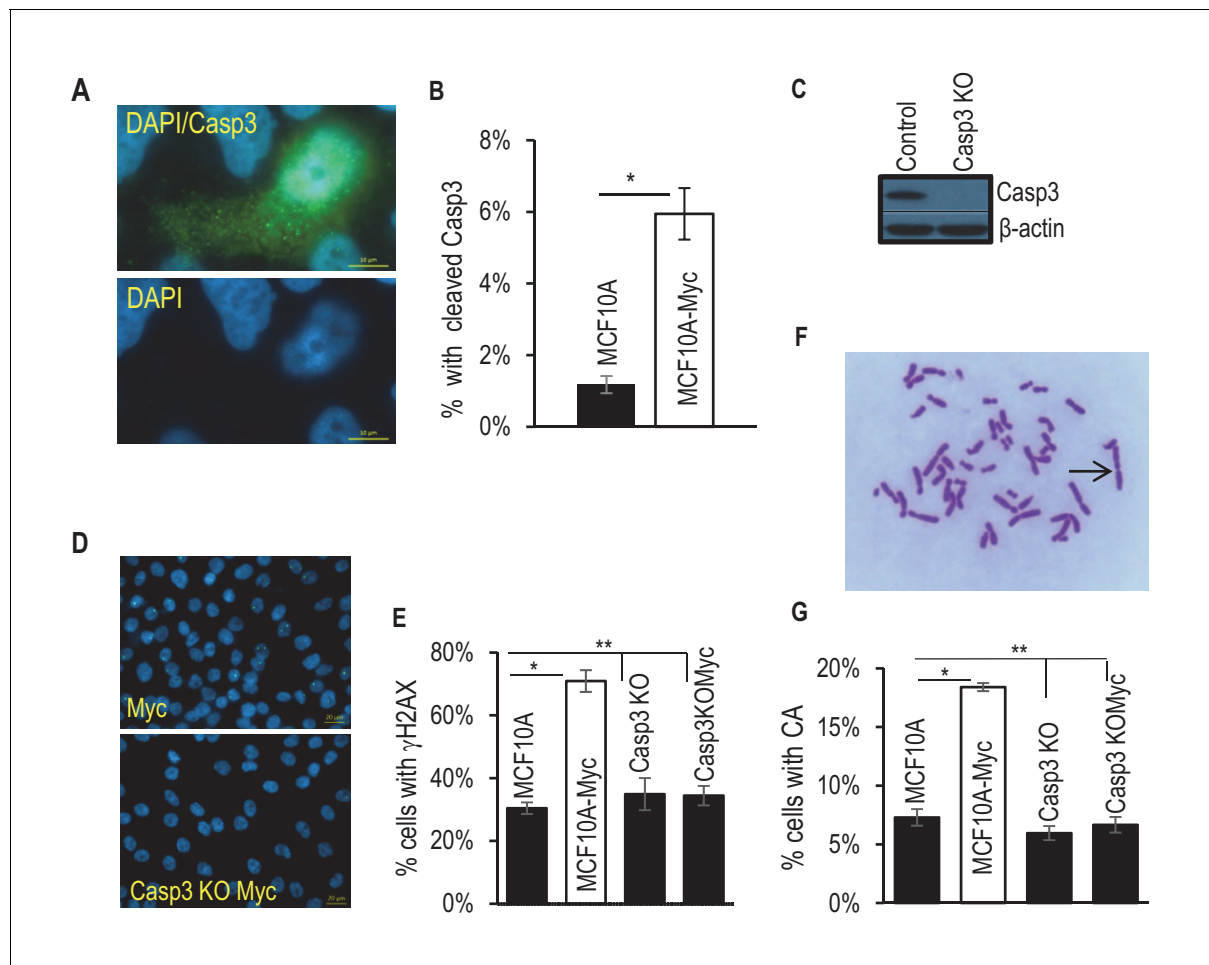 A
DAPI/Casp3
10 µm
DAPI
10 µm
B
% with cleaved Casp3
8%
6%
4%
2%
0%
*
MCF10A
MCF10A-Myc
C
Control
Casp3 KO
Casp3
β-actin
D
Myc
20 µm
Casp3 KO Myc
20 µm
E
% cells with γH2AX
80%
60%
40%
20%
0%
*
**
MCF10A
MCF10A-Myc
Casp3 KO
Casp3KOMyc
F
G
% cells with CA
20%
15%
10%
5%
0%
*
**
MCF10A
MCF10A-Myc
Casp3 KO
Casp3 KOMyc